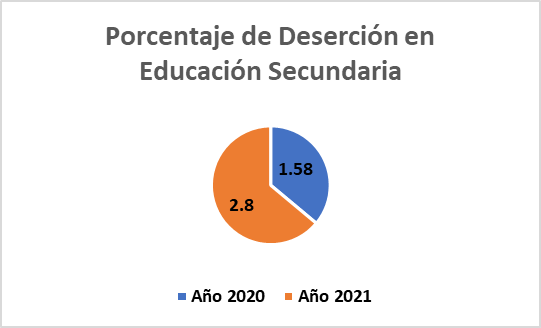 Porcentaje de Deserción en
Educación Secundaria
1.58
2.8
Año 2020
Año 2021